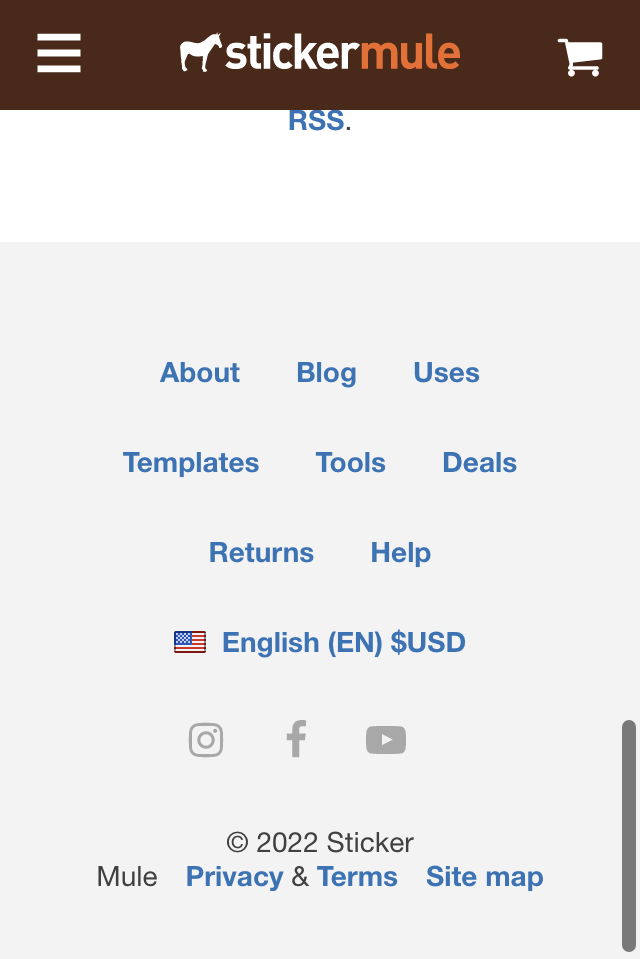 stickermule
RSS.
About Blog Uses
Templates Tools Deals
Returns Help
English (EN) $USD
© 2022 Sticker
Mule Privacy & Terms Site map